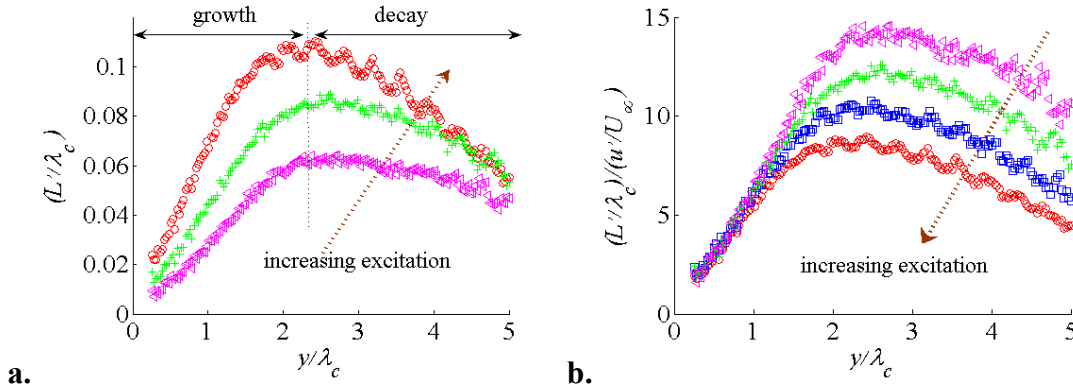 growth decay
(L'/λc)
0.1
0.08
0.06
0.04
0.02
0
increasing excitation
0 1 2 3 4 5
y/λc
a.
(L'/λc)/(u'/U∞)
15
10
5
0
increasing excitation
0 1 2 3 4 5
y/λc
b.